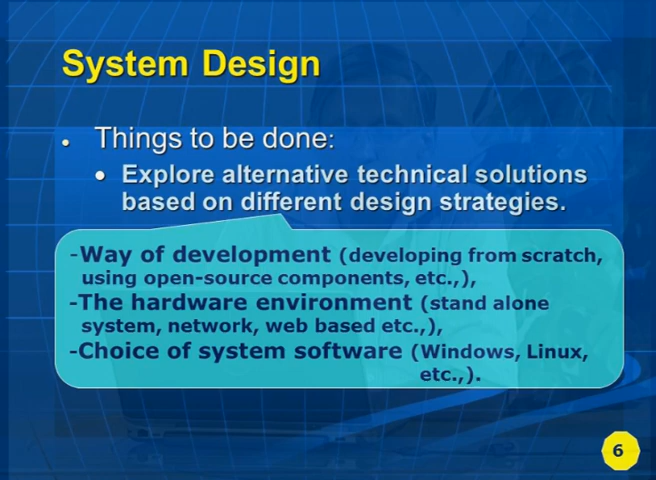 System Design
• Things to be done:
• Explore alternative technical solutions
based on different design strategies.
-Way of development (developing from scratch,
using open-source components, etc.,),
-The hardware environment (stand alone
system, network, web based etc.,),
-Choice of system software (Windows, Linux,
etc.,).
6